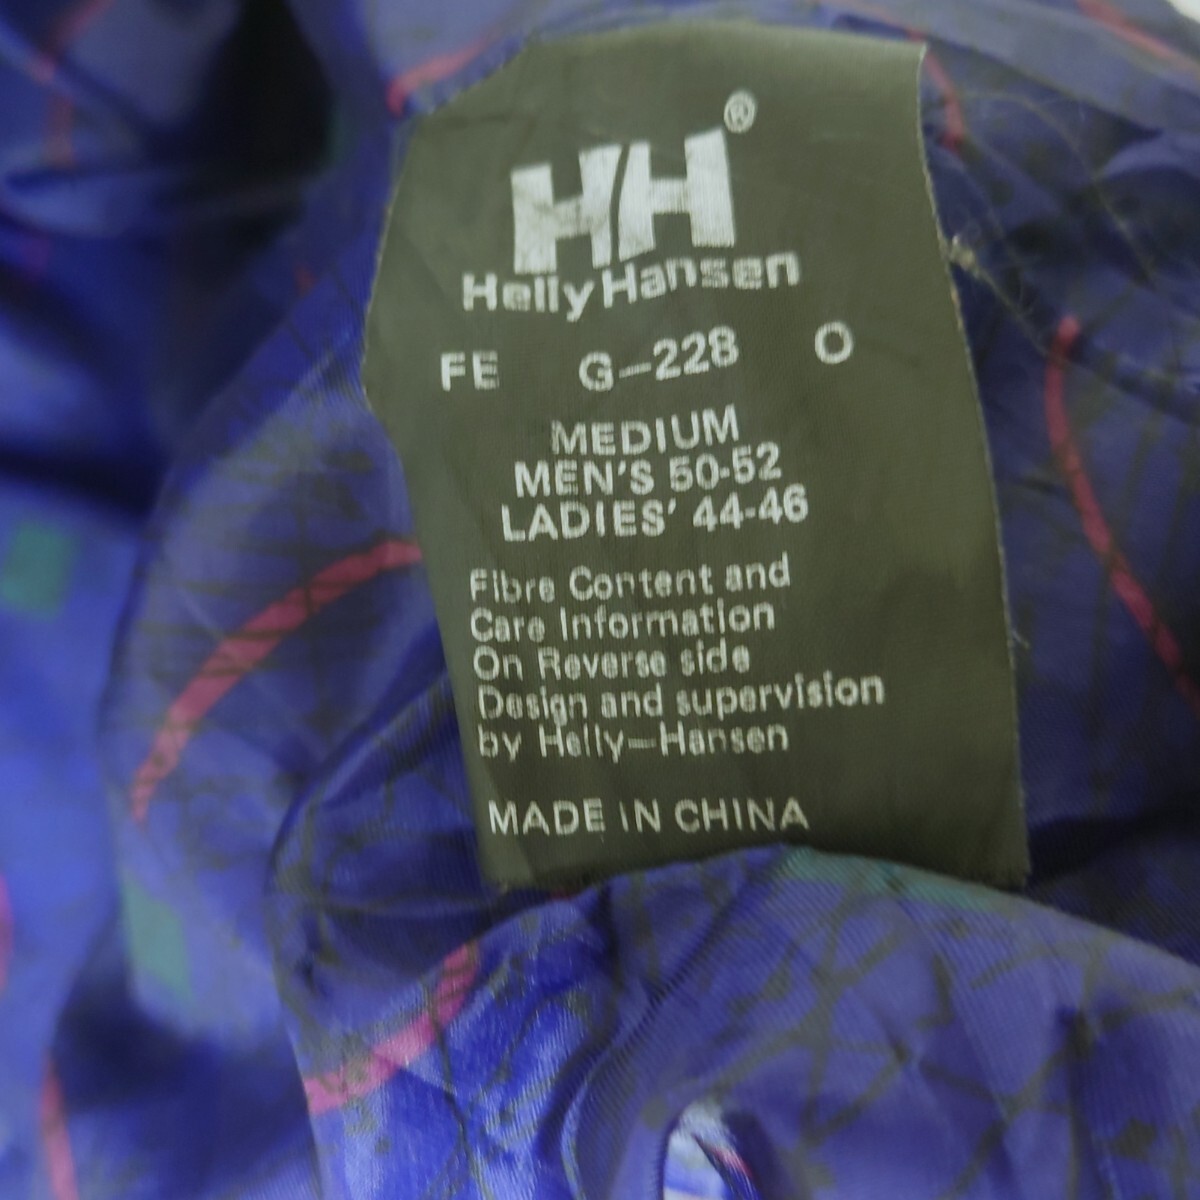 HH®
Helly Hansen
FE G-228 O
MEDIUM
MEN'S 50-52
LADIES' 44-46
Fibre Content and
Care Information
On Reverse side
Design and supervision
by Helly-Hansen
MADE IN CHINA